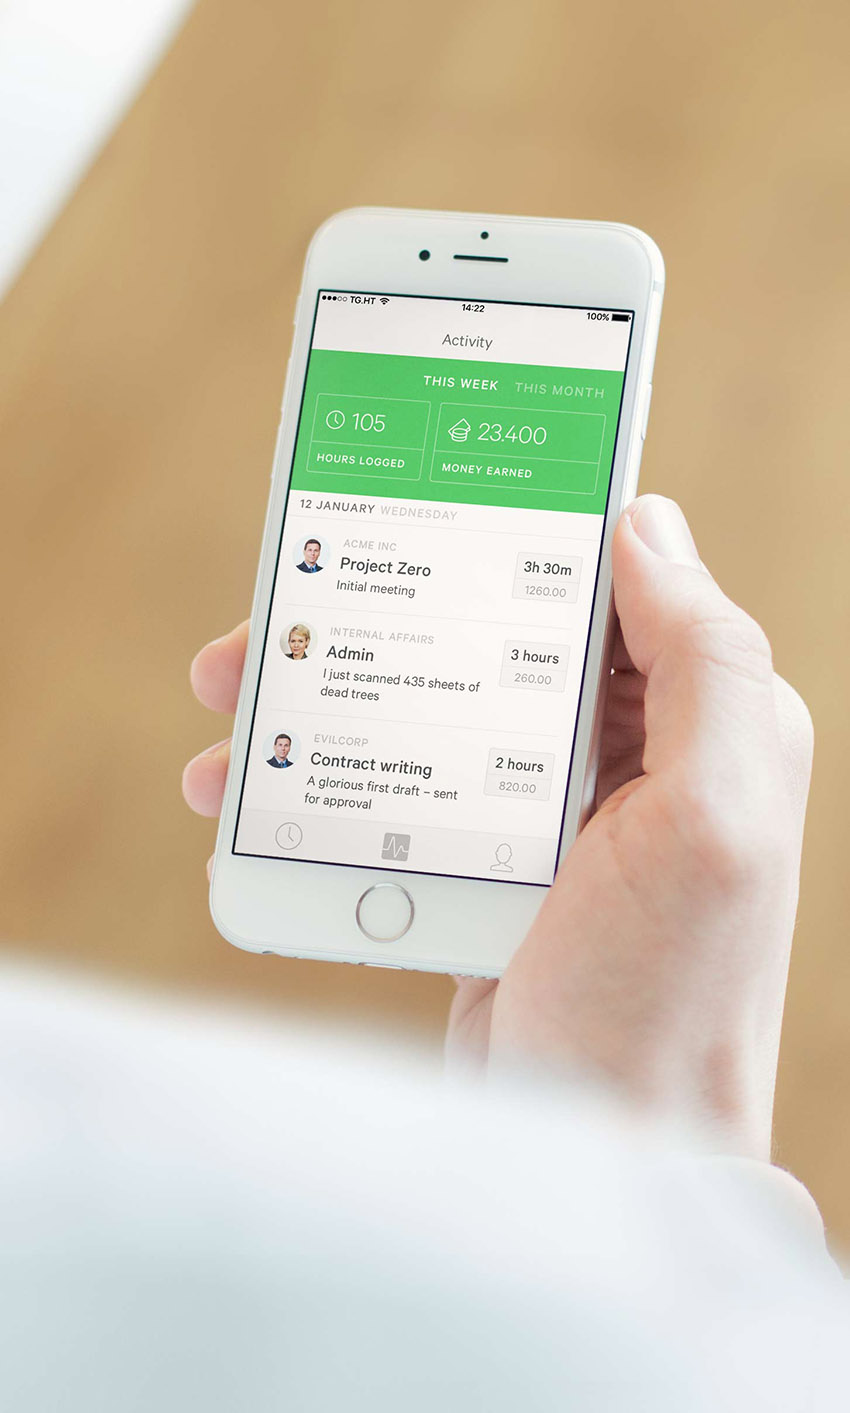 TG.HT
14:22
100%
Activity
THIS WEEK THIS MONTH
105
HOURS LOGGED
23.400
MONEY EARNED
12 JANUARY WEDNESDAY
ACME INC
Project Zero
Initial meeting
3h 30m
1260.00
INTERNAL AFFAIRS
Admin
I just scanned 435 sheets of
dead trees
3 hours
260.00
EVILCORP
Contract writing
A glorious first draft – sent
for approval
2 hours
820.00